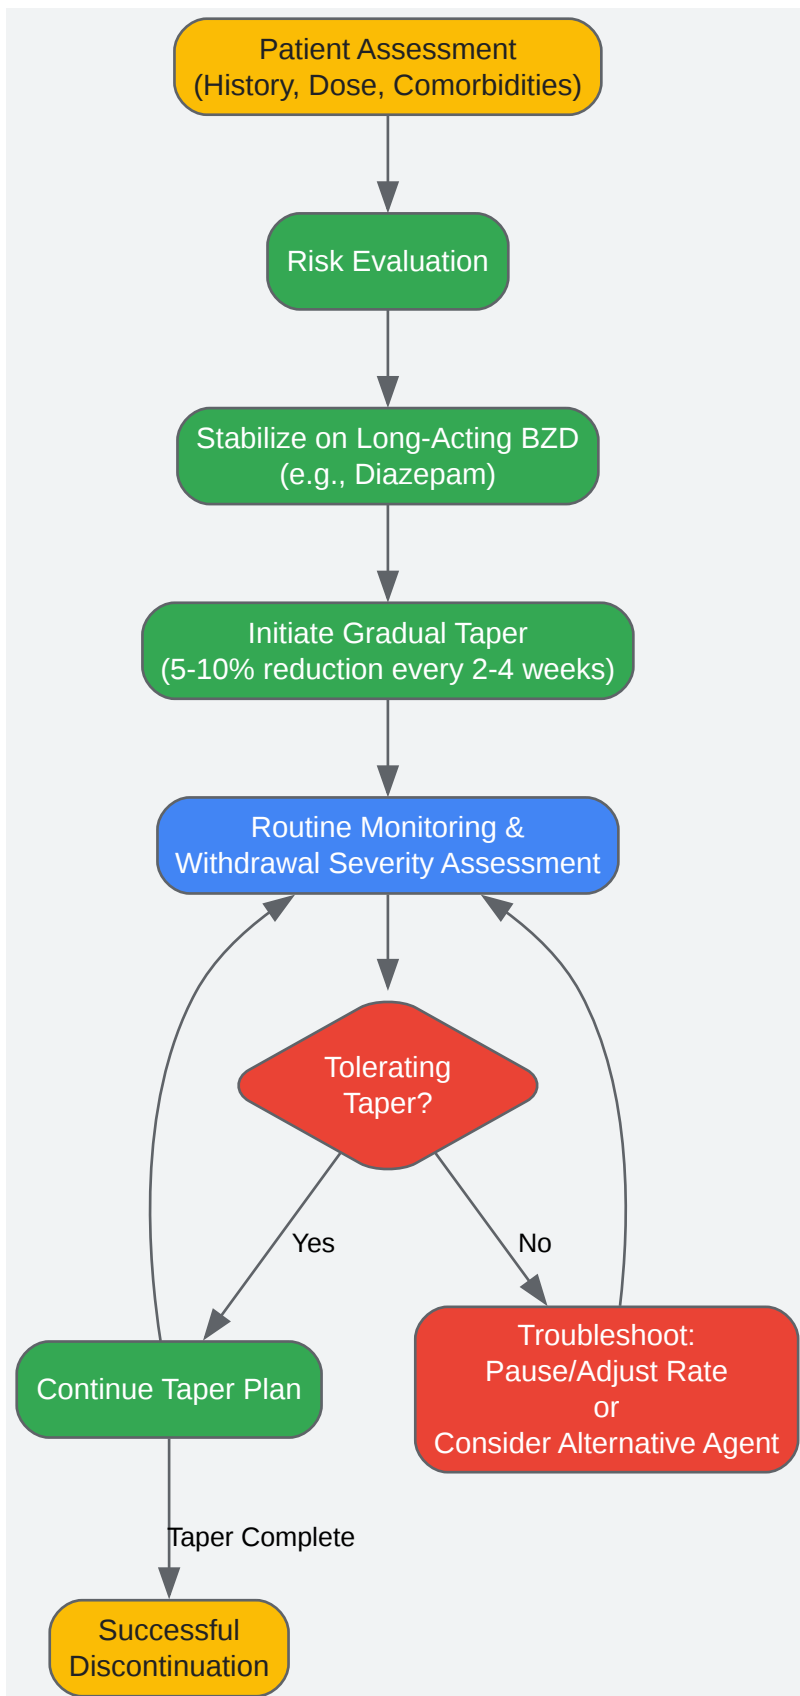 Patient Assessment
(History, Dose, Comorbidities)
Risk Evaluation
Stabilize on Long-Acting BZD
(e.g., Diazepam)
Initiate Gradual Taper
(5-10% reduction every 2-4 weeks)
Routine Monitoring &
Withdrawal Severity Assessment
Tolerating
Taper?
Yes
No
Troubleshoot:
Pause/Adjust Rate
or
Consider Alternative Agent
Continue Taper Plan
Taper Complete
Successful
Discontinuation